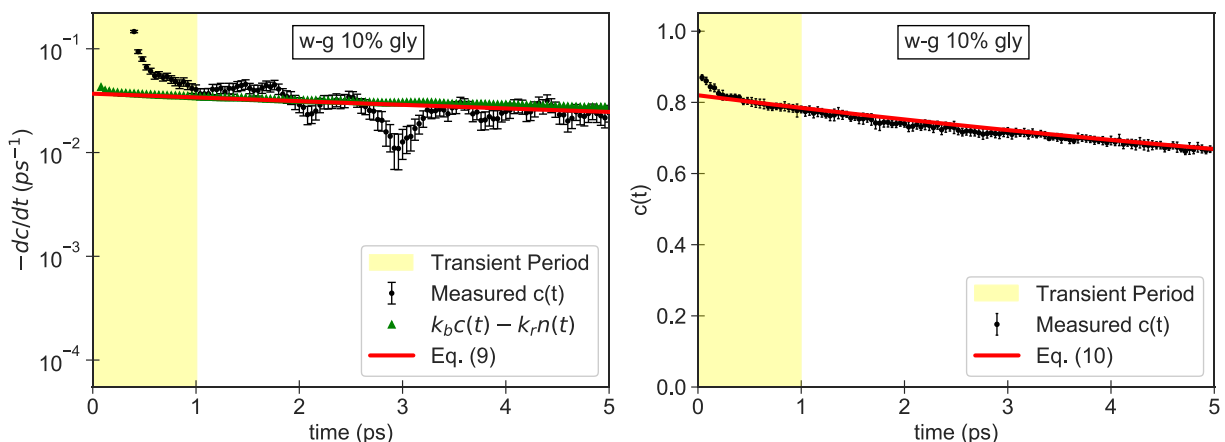 w-g 10% gly
10⁻¹
10⁻²
10⁻³
10⁻⁴
-dc/dt (ps⁻¹)
Transient Period
Measured c(t)
k_b c(t) − k_r n(t)
Eq. (9)
0 1 2 3 4 5
time (ps)
w-g 10% gly
1.0
0.8
0.6
0.4
0.2
0.0
c(t)
Transient Period
Measured c(t)
Eq. (10)
0 1 2 3 4 5
time (ps)